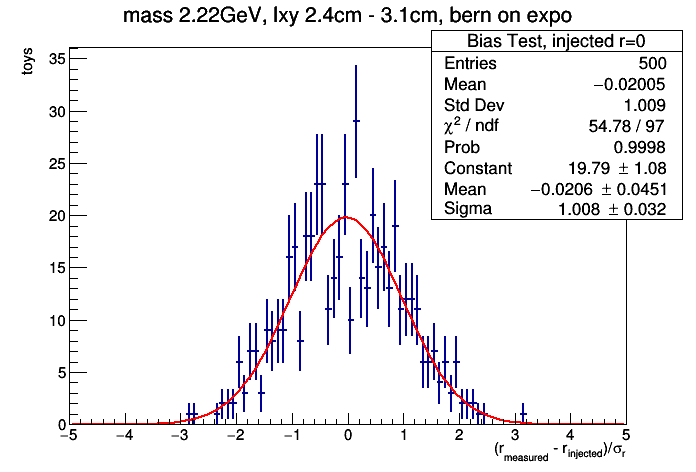 mass 2.22GeV, lxy 2.4cm - 3.1cm, bern on expo
Bias Test, injected r=0
Entries 500
Mean −0.02005
Std Dev 1.009
χ² / ndf 54.78 / 97
Prob 0.9998
Constant 19.79 ± 1.08
Mean −0.0206 ± 0.0451
Sigma 1.008 ± 0.032
toys
35
30
25
20
15
10
5
0
−5 −4 −3 −2 −1 0 1 2 3 4 5
(r_measured - r_injected)/σ_r